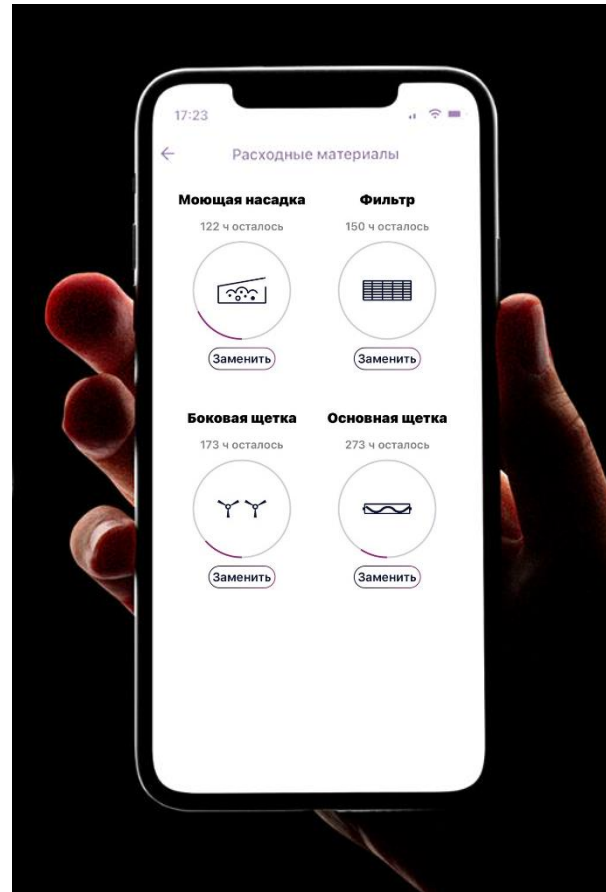 17:23
Расходные материалы
Моющая насадка
122 ч осталось
Заменить
Фильтр
150 ч осталось
Заменить
Боковая щетка
173 ч осталось
Заменить
Основная щетка
273 ч осталось
Заменить